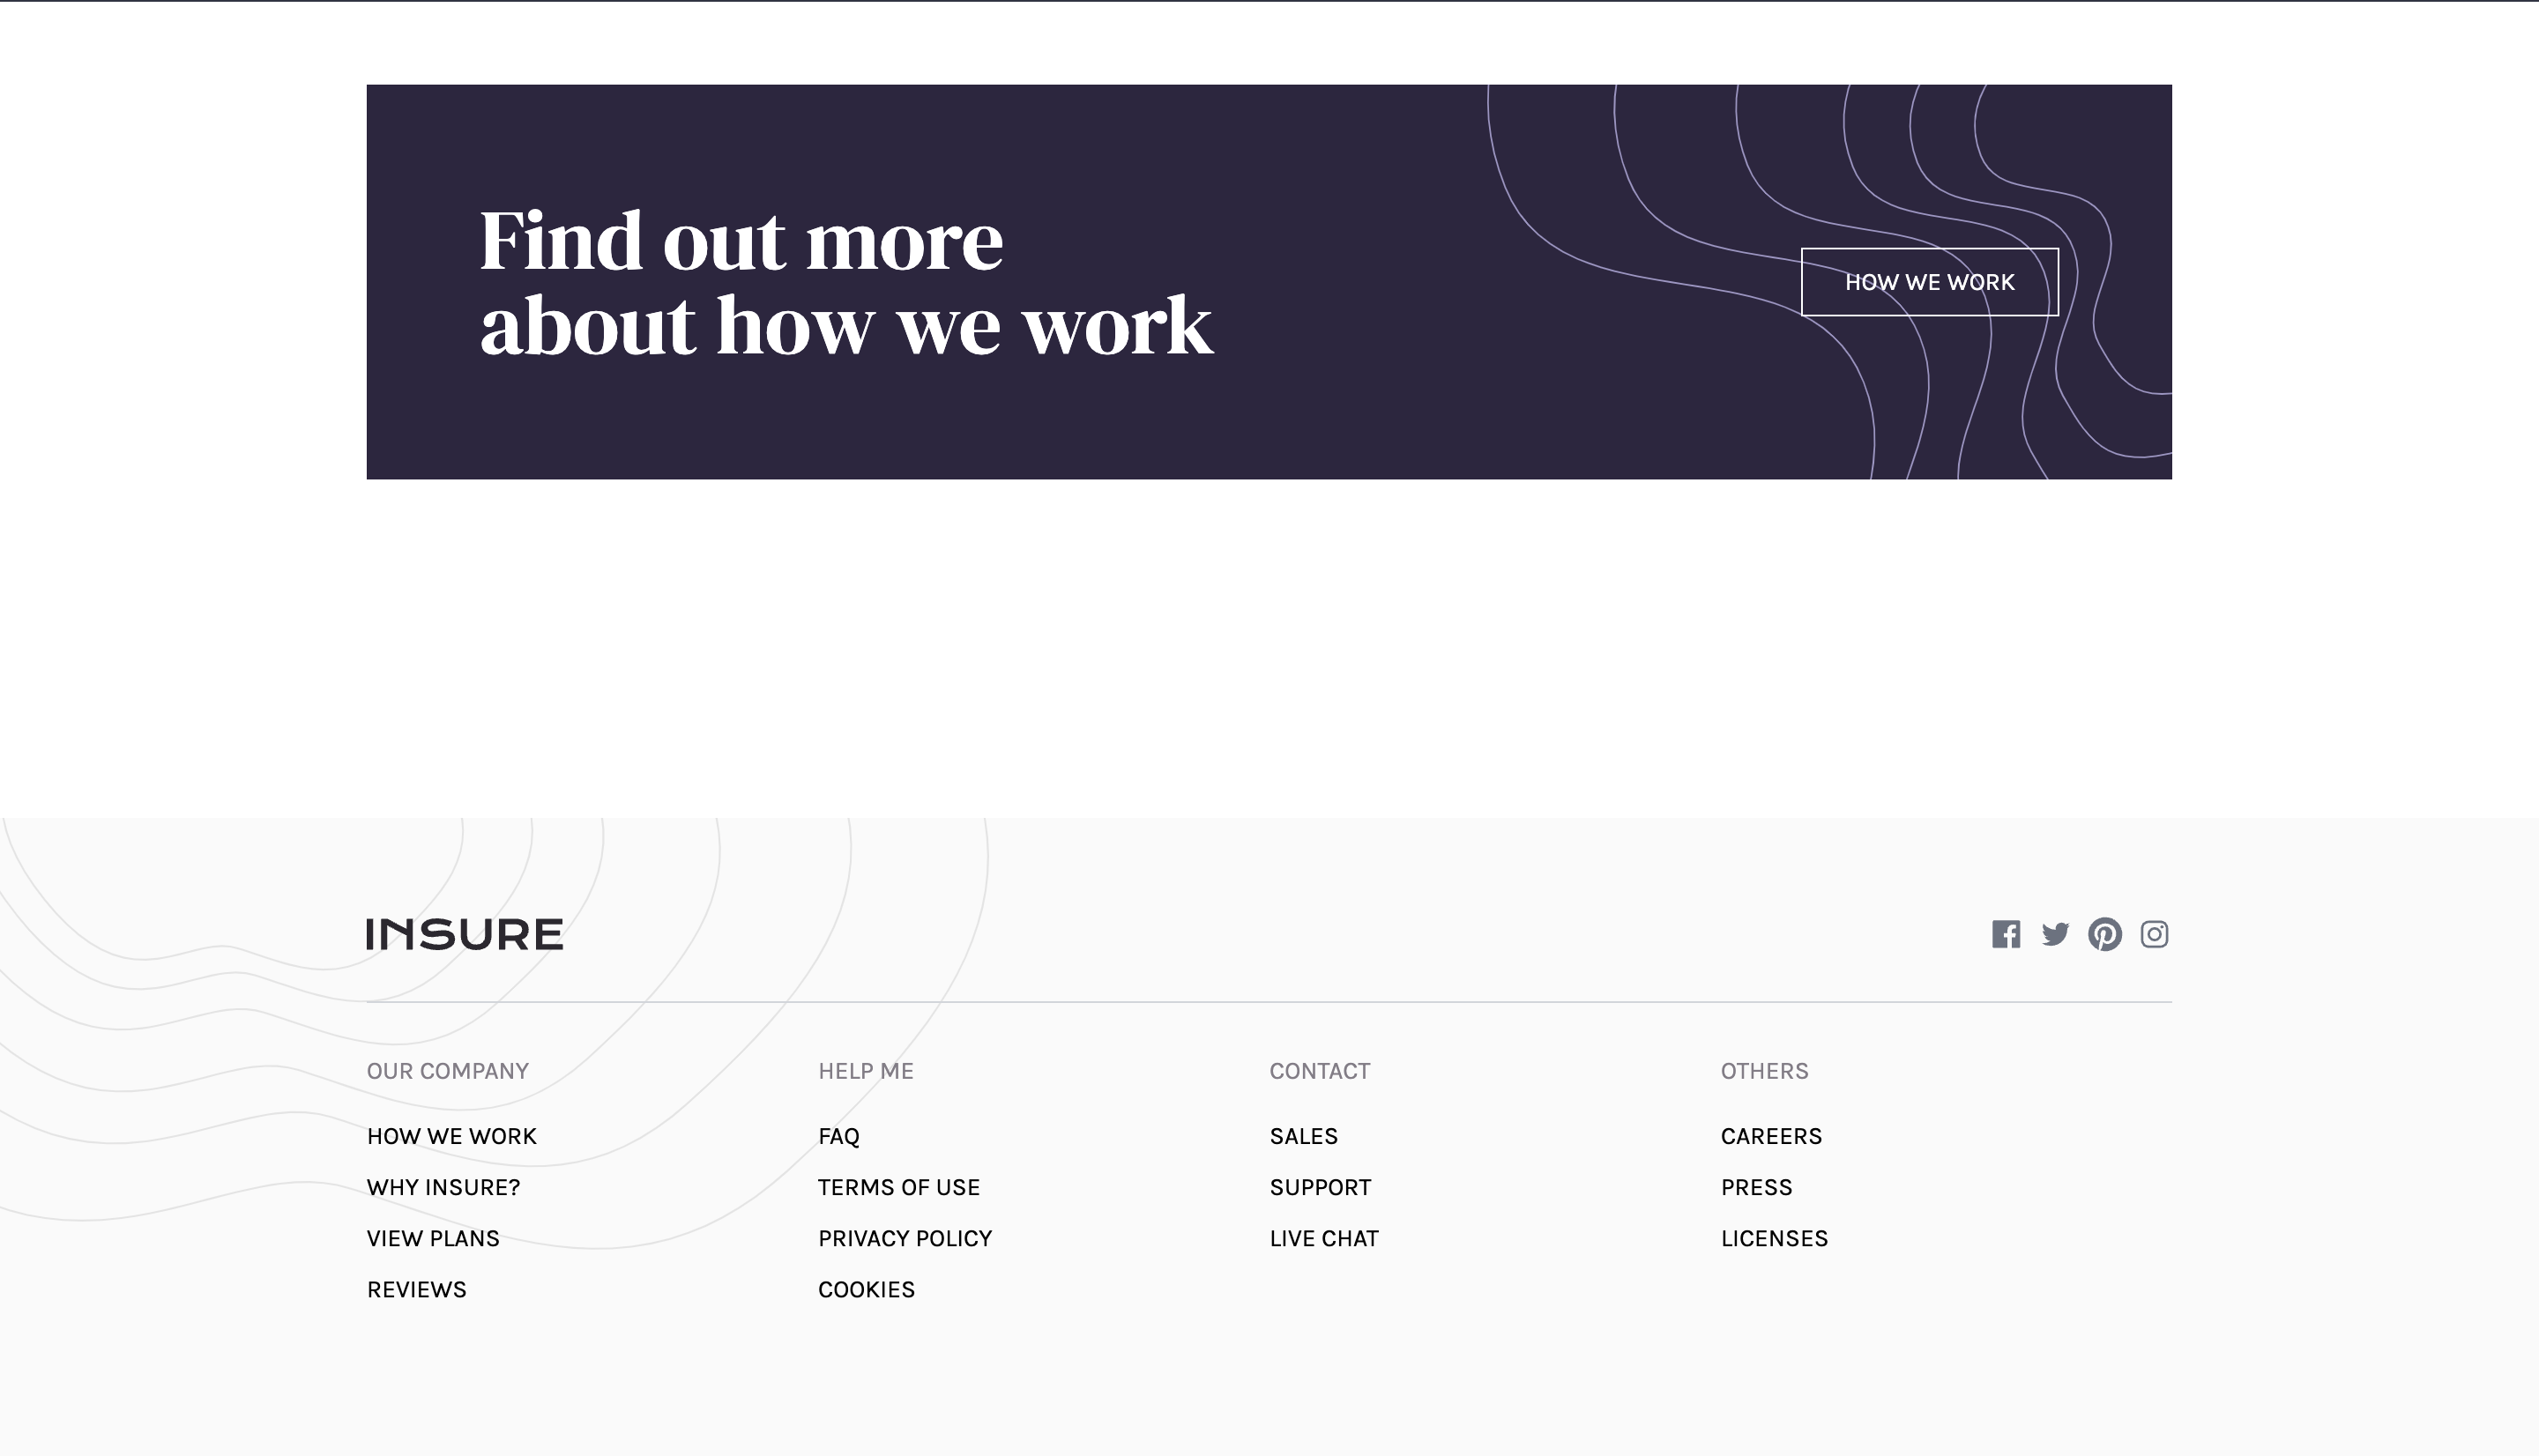 Find out more
about how we work
HOW WE WORK
INSURE
OUR COMPANY
HOW WE WORK
WHY INSURE?
VIEW PLANS
REVIEWS
HELP ME
FAQ
TERMS OF USE
PRIVACY POLICY
COOKIES
CONTACT
SALES
SUPPORT
LIVE CHAT
OTHERS
CAREERS
PRESS
LICENSES